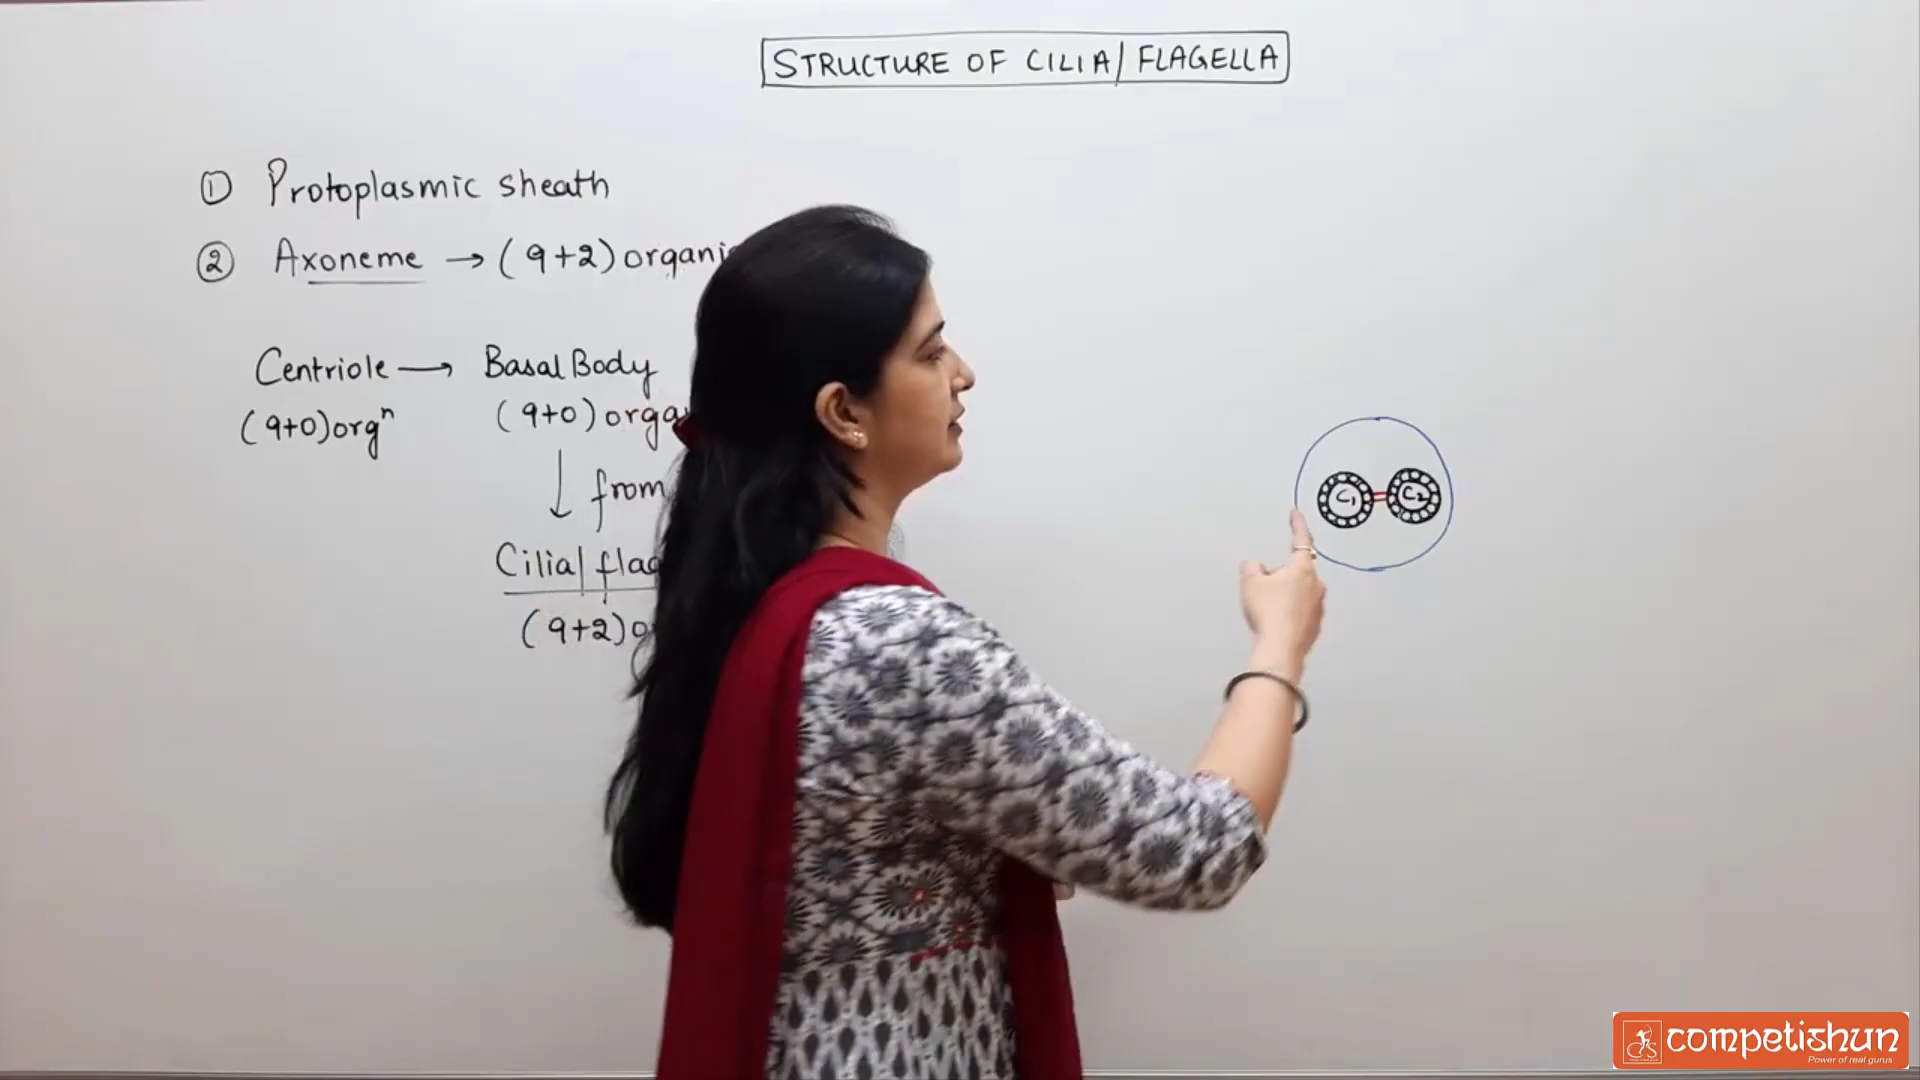 STRUCTURE OF CILIA/FLAGELLA
① Protoplasmic sheath
② Axoneme → (9+2) organi
Centriole → Basal Body
(9+0) orgⁿ (9+0) orga
↓ from
Cilia/flag
(9+2) o
C₁ C₂
competishun
Power of real gurus